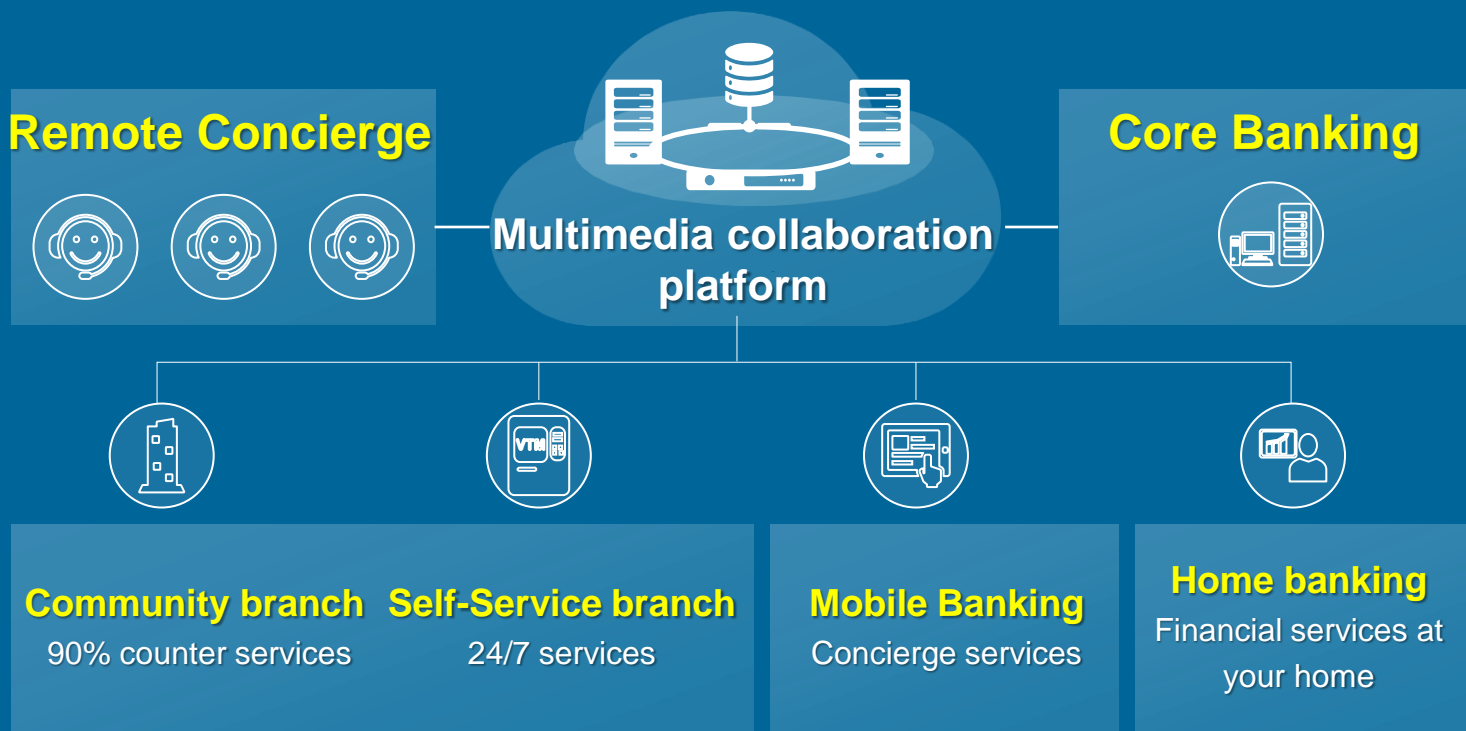 Remote Concierge
Multimedia collaboration
platform
Core Banking
VTM
Community branch
90% counter services
Self-Service branch
24/7 services
Mobile Banking
Concierge services
Home banking
Financial services at
your home